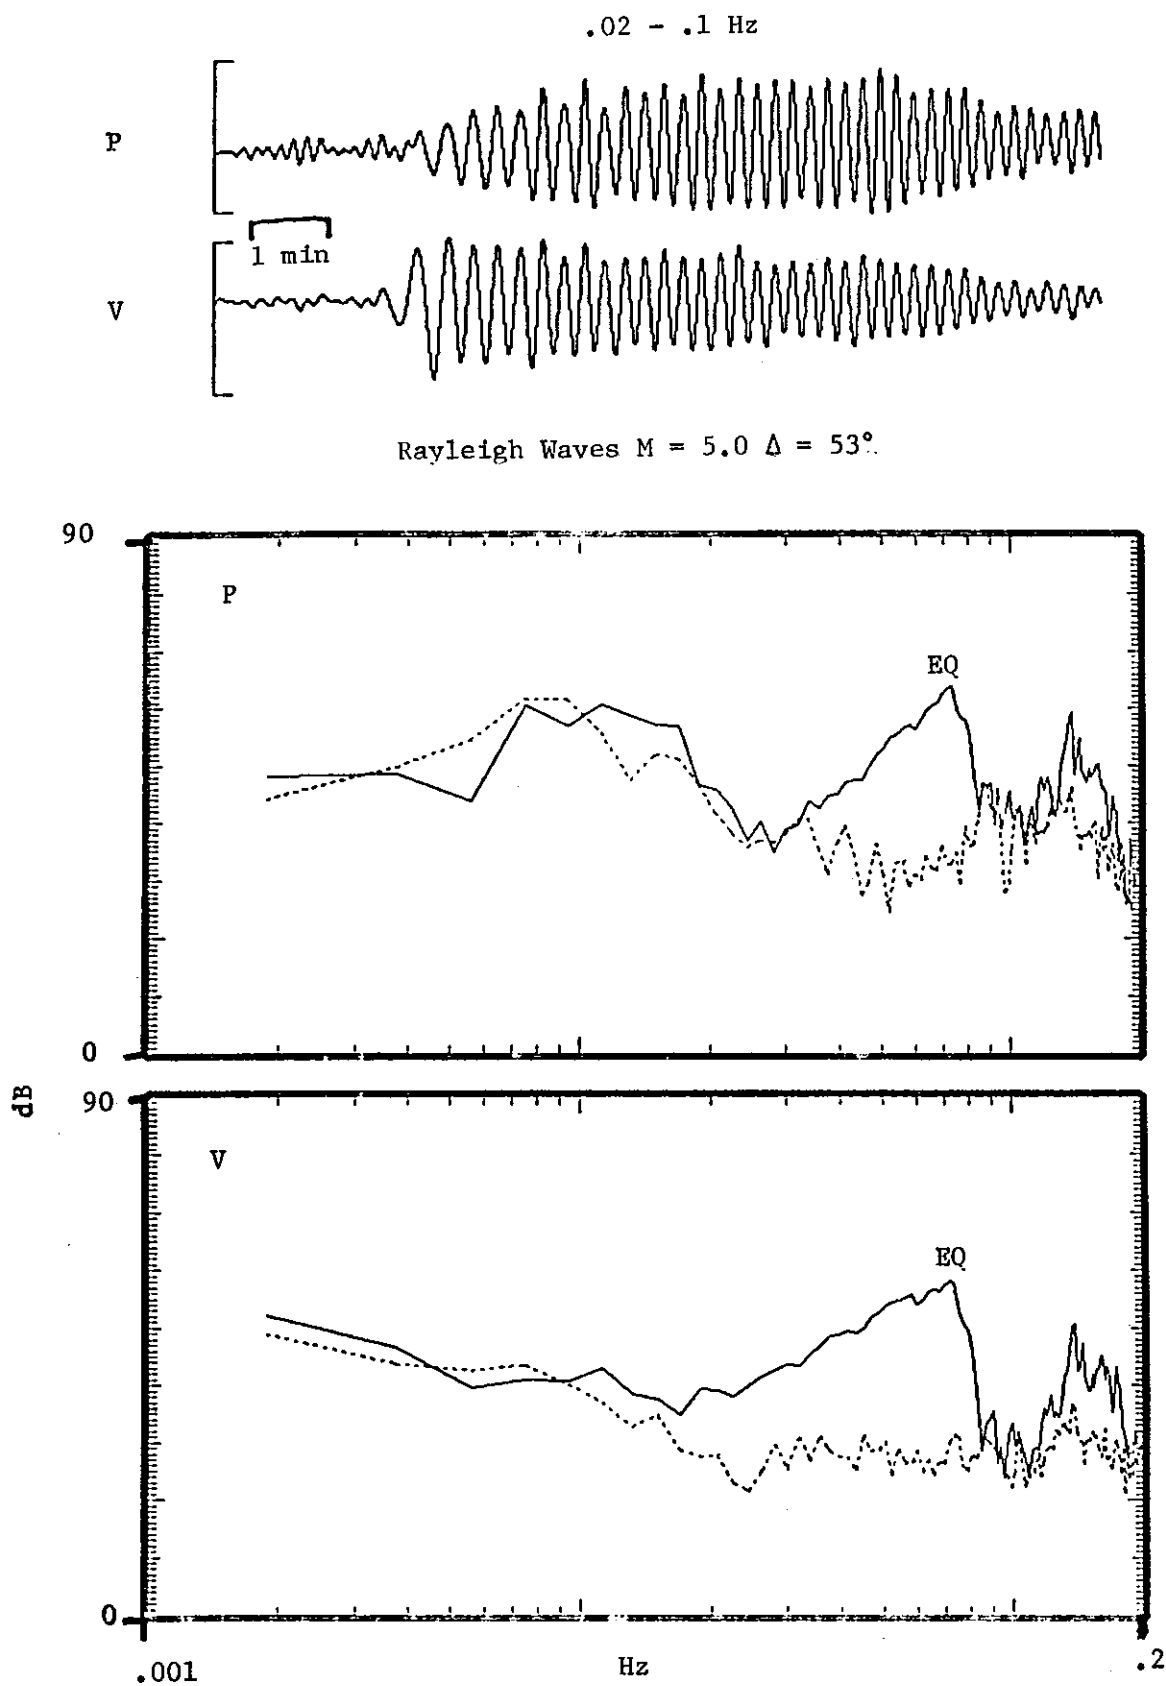 .02 - .1 Hz
P
1 min
V
Rayleigh Waves M = 5.0 Δ = 53°
90
P
EQ
0
dB
90
V
EQ
0
.001
Hz
.2